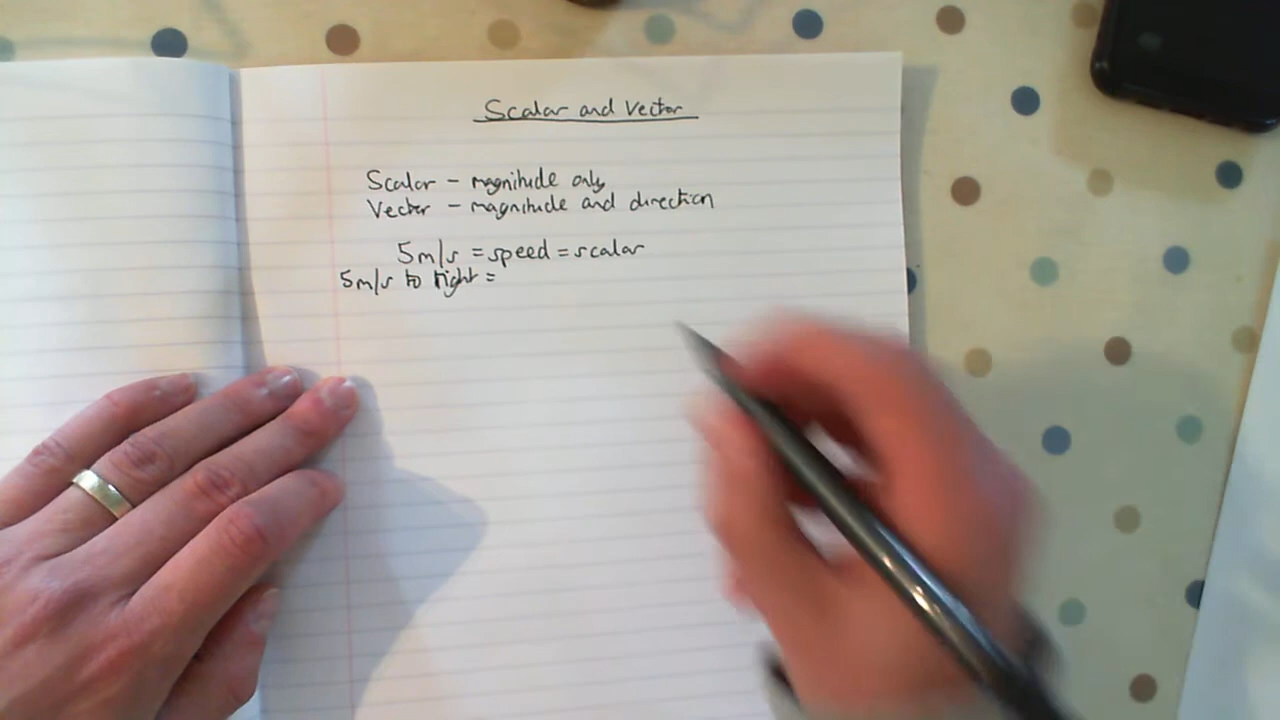 Scalar and Vector
Scalar - magnitude only
Vector - magnitude and direction
5m/s = speed = scalar
5m/s to right =